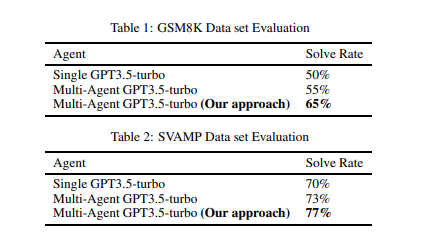 Table 1: GSM8K Data set Evaluation
Agent Solve Rate
Single GPT3.5-turbo 50%
Multi-Agent GPT3.5-turbo 55%
Multi-Agent GPT3.5-turbo (Our approach) 65%
Table 2: SVAMP Data set Evaluation
Agent Solve Rate
Single GPT3.5-turbo 70%
Multi-Agent GPT3.5-turbo 73%
Multi-Agent GPT3.5-turbo (Our approach) 77%